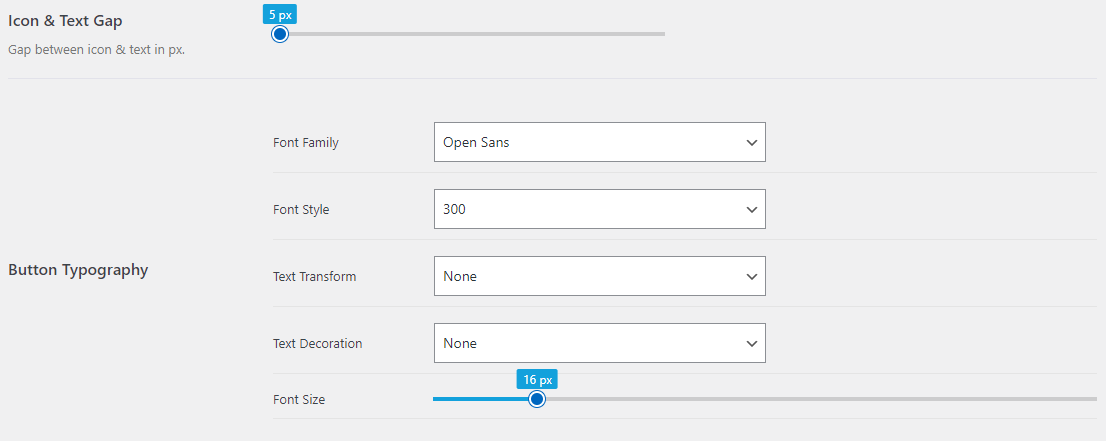 Icon & Text Gap
5 px
Gap between icon & text in px.
Font Family
Open Sans
Font Style
300
Button Typography
Text Transform
None
Text Decoration
None
16 px
Font Size